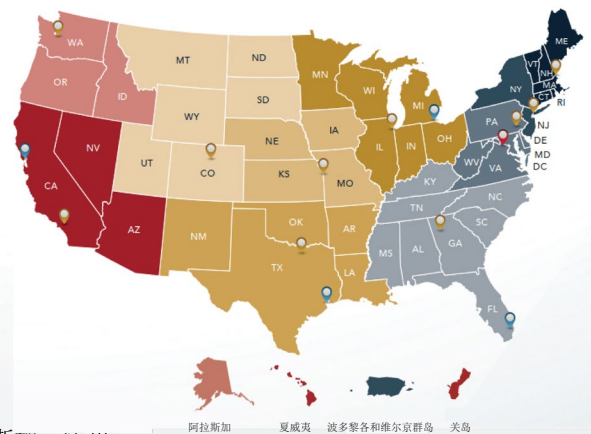 ME
WA
MT
ND
VT
NH
OR
MN
ID
SD
WI
NY
MA
CT
RI
MI
WY
IA
PA
NJ
NE
OH
NV
IL
IN
DE
UT
CO
WV
MD
CA
KS
MO
VA
DC
KY
NC
TN
AZ
NM
OK
AR
SC
MS
AL
GA
TX
LA
FL
阿拉斯加 夏威夷 波多黎各和维尔京群岛 关岛